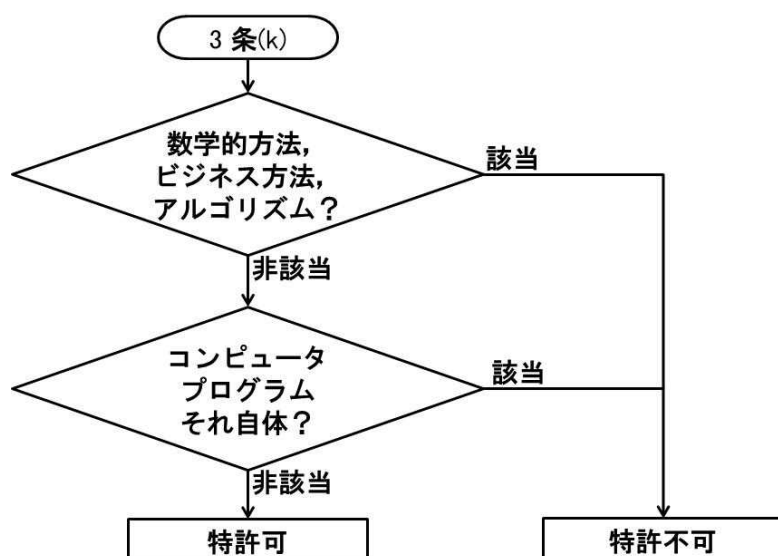 3 条(k)
数学的方法,
ビジネス方法,
アルゴリズム？
該当
非該当
コンピュータ
プログラム
それ自体？
該当
非該当
特許可
特許不可